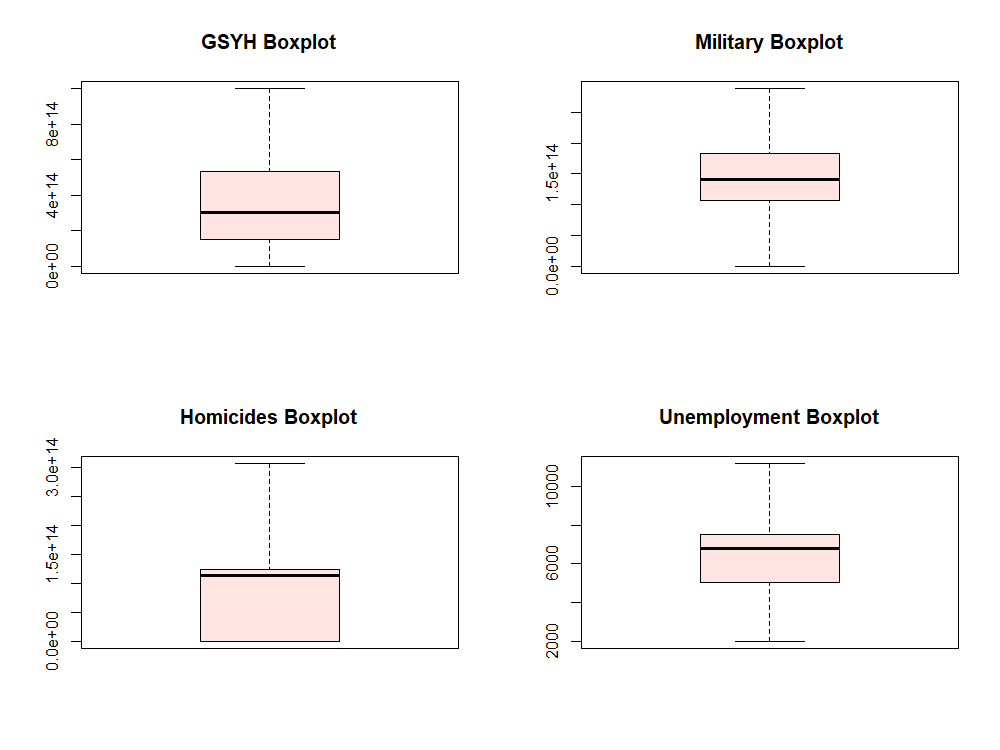 GSYH Boxplot
0e+00 4e+14 8e+14
Military Boxplot
0.0e+00 1.5e+14
Homicides Boxplot
0.0e+00 1.5e+14 3.0e+14
Unemployment Boxplot
2000 6000 10000